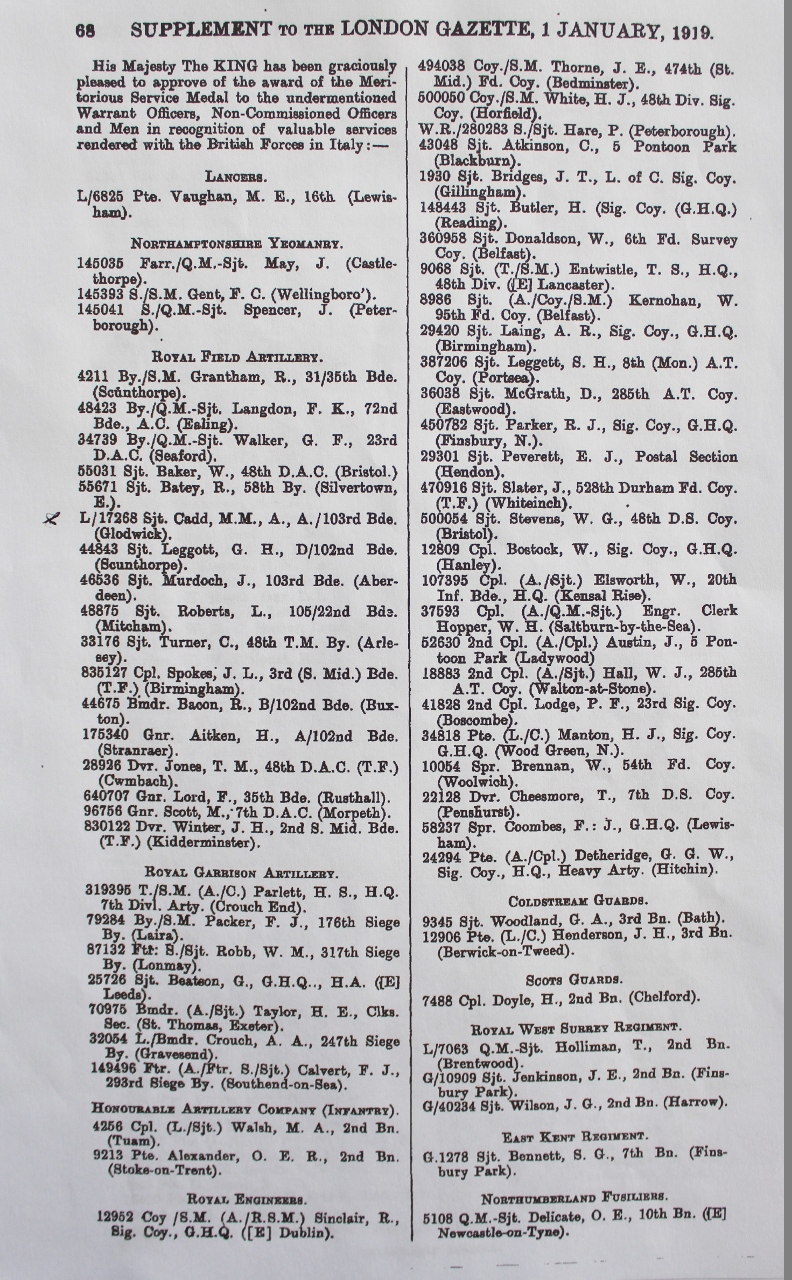 68 SUPPLEMENT TO THE LONDON GAZETTE, 1 JANUARY, 1919.
His Majesty The KING has been graciously
pleased to approve of the award of the Meri-
torious Service Medal to the undermentioned
Warrant Officers, Non-Commissioned Officers
and Men in recognition of valuable services
rendered with the British Forces in Italy:—
LANCERS.
L/6825 Pte. Vaughan, M. E., 16th (Lewis-
ham).
NORTHAMPTONSHIRE YEOMANRY.
145035 Farr./Q.M.-Sjt. May, J. (Castle-
thorpe).
145393 S./S.M. Gent, F. C. (Wellingboro').
145041 S./Q.M.-Sjt. Spencer, J. (Peter-
borough).
ROYAL FIELD ARTILLERY.
4211 By./S.M. Grantham, R., 31/35th Bde.
(Scunthorpe).
48423 By./Q.M.-Sjt. Langdon, F. K., 72nd
Bde., A.C. (Ealing).
34739 By./Q.M.-Sjt. Walker, G. F., 23rd
D.A.C. (Seaford).
55031 Sjt. Baker, W., 48th D.A.C. (Bristol.)
55671 Sjt. Batey, R., 58th By. (Silvertown,
E.).
L/17268 Sjt. Cadd, M.M., A., A./103rd Bde.
(Glodwick).
44843 Sjt. Leggott, G. H., D/102nd Bde.
(Scunthorpe).
46536 Sjt. Murdoch, J., 103rd Bde. (Aber-
deen).
48875 Sjt. Roberts, L., 105/22nd Bde.
(Mitcham).
33176 Sjt. Turner, C., 48th T.M. By. (Arle-
sey).
835127 Cpl. Spokes, J. L., 3rd (S. Mid.) Bde.
(T.F.) (Birmingham).
44675 Bmdr. Bacon, R., B/102nd Bde. (Bux-
ton).
175340 Gnr. Aitken, H., A/102nd Bde.
(Stranraer).
28926 Dvr. Jones, T. M., 48th D.A.C. (T.F.)
(Cwmbach).
640707 Gnr. Lord, F., 35th Bde. (Rusthall).
96756 Gnr. Scott, M., 7th D.A.C. (Morpeth).
830122 Dvr. Winter, J. H., 2nd S. Mid. Bde.
(T.F.) (Kidderminster).
ROYAL GARRISON ARTILLERY.
319395 T./S.M. (A./C.) Parlett, H. S., H.Q.
7th Divl. Arty. (Crouch End).
79284 By./S.M. Packer, F. J., 176th Siege
By. (Laira).
87132 Ftr. S./Sjt. Robb, W. M., 317th Siege
By. (Lonmay).
25726 Sjt. Beatson, G., G.H.Q.., H.A. ([E]
Leeds).
70975 Bmdr. (A./Sjt.) Taylor, H. E., Clks.
Sec. (St. Thomas, Exeter).
32054 L./Bmdr. Crouch, A. A., 247th Siege
By. (Gravesend).
149496 Ftr. (A./Ftr. S./Sjt.) Calvert, F. J.,
293rd Siege By. (Southend-on-Sea).
HONOURABLE ARTILLERY COMPANY (INFANTRY).
4256 Cpl. (L./Sjt.) Walsh, M. A., 2nd Bn.
(Tuam).
9213 Pte. Alexander, O. E. R., 2nd Bn.
(Stoke-on-Trent).
ROYAL ENGINEERS.
12952 Coy /S.M. (A./R.S.M.) Sinclair, R.,
Sig. Coy., G.H.Q. ([E] Dublin).
494038 Coy./S.M. Thorne, J. E., 474th (St.
Mid.) Fd. Coy. (Bedminster).
500050 Coy./S.M. White, H. J., 48th Div. Sig.
Coy. (Horfield).
W.R./280283 S./Sjt. Hare, P. (Peterborough).
43048 Sjt. Atkinson, C., 5 Pontoon Park
(Blackburn).
1930 Sjt. Bridges, J. T., L. of C. Sig. Coy.
(Gillingham).
148443 Sjt. Butler, H. (Sig. Coy. (G.H.Q.)
(Reading).
360958 Sjt. Donaldson, W., 6th Fd. Survey
Coy. (Belfast).
9068 Sjt. (T./S.M.) Entwistle, T. S., H.Q.,
48th Div. ([E] Lancaster).
8986 Sjt. (A./Coy./S.M.) Kernohan, W.
95th Fd. Coy. (Belfast).
29420 Sjt. Laing, A. R., Sig. Coy., G.H.Q.
(Birmingham).
387206 Sjt. Leggett, S. H., 8th (Mon.) A.T.
Coy. (Portsea).
36038 Sjt. McGrath, D., 285th A.T. Coy.
(Eastwood).
450782 Sjt. Parker, R. J., Sig. Coy., G.H.Q.
(Finsbury, N.).
29301 Sjt. Peverett, E. J., Postal Section
(Hendon).
470916 Sjt. Slater, J., 528th Durham Fd. Coy.
(T.F.) (Whiteinch).
500054 Sjt. Stevens, W. G., 48th D.S. Coy.
(Bristol).
12809 Cpl. Bostock, W., Sig. Coy., G.H.Q.
(Hanley).
107395 Cpl. (A./Sjt.) Elsworth, W., 20th
Inf. Bde., H.Q. (Kensal Rise).
37593 Cpl. (A./Q.M.-Sjt.) Engr. Clerk
Hopper, W. H. (Saltburn-by-the-Sea).
52630 2nd Cpl. (A./Cpl.) Austin, J., 5 Pon-
toon Park (Ladywood)
18883 2nd Cpl. (A./Sjt.) Hall, W. J., 285th
A.T. Coy. (Walton-at-Stone).
41828 2nd Cpl. Lodge, P. F., 23rd Sig. Coy.
(Boscombe).
34818 Pte. (L./C.) Manton, H. J., Sig. Coy.
G.H.Q. (Wood Green, N.).
10054 Spr. Brennan, W., 54th Fd. Coy.
(Woolwich).
22128 Dvr. Cheesmore, T., 7th D.S. Coy.
(Penshurst).
58237 Spr. Coombes, F.: J., G.H.Q. (Lewis-
ham).
24294 Pte. (A./Cpl.) Detheridge, G. G. W.,
Sig. Coy., H.Q., Heavy Arty. (Hitchin).
COLDSTREAM GUARDS.
9345 Sjt. Woodland, G. A., 3rd Bn. (Bath).
12906 Pte. (L./C.) Henderson, J. H., 3rd Bn.
(Berwick-on-Tweed).
SCOTS GUARDS.
7488 Cpl. Doyle, H., 2nd Bn. (Chelford).
ROYAL WEST SURREY REGIMENT.
L/7063 Q.M.-Sjt. Holliman, T., 2nd Bn.
(Brentwood).
G/10909 Sjt. Jenkinson, J. E., 2nd Bn. (Fins-
bury Park).
G/40234 Sjt. Wilson, J. G., 2nd Bn. (Harrow).
EAST KENT REGIMENT.
G.1278 Sjt. Bennett, S. G., 7th Bn. (Fins-
bury Park).
NORTHUMBERLAND FUSILIERS.
5108 Q.M.-Sjt. Delicate, O. E., 10th Bn. ([E]
Newcastle-on-Tyne).